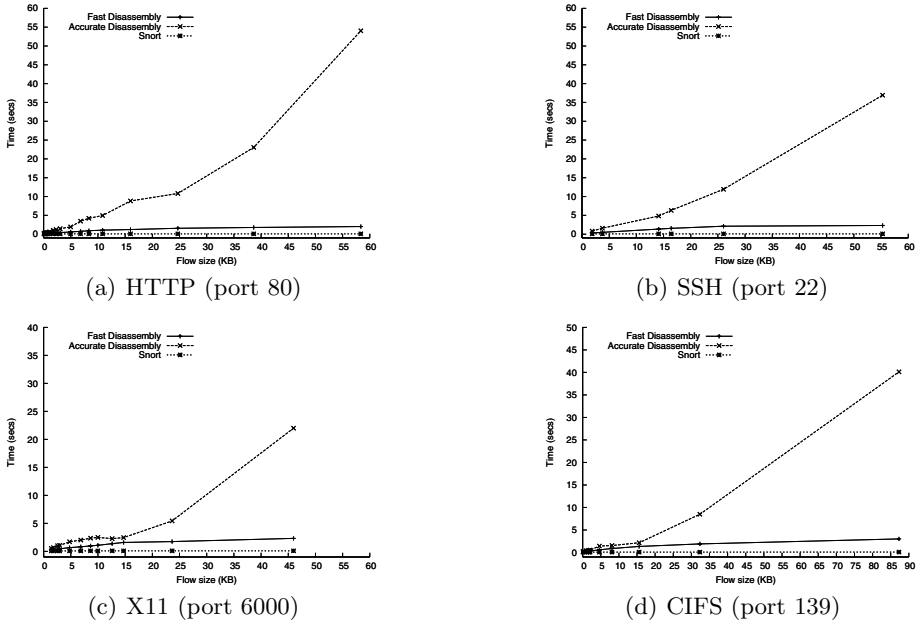 60
55
50
45
40
35
30
25
20
15
10
5
0
Time (secs)
Fast Disassembly
Accurate Disassembly
Snort
0 5 10 15 20 25 30 35 40 45 50 55 60
Flow size (KB)
(a) HTTP (port 80)
60
55
50
45
40
35
30
25
20
15
10
5
0
Time (secs)
Fast Disassembly
Accurate Disassembly
Snort
0 5 10 15 20 25 30 35 40 45 50 55 60
Flow size (KB)
(b) SSH (port 22)
40
35
30
25
20
15
10
5
0
Time (secs)
Fast Disassembly
Accurate Disassembly
Snort
0 5 10 15 20 25 30 35 40 45 50 55 60
Flow size (KB)
(c) X11 (port 6000)
50
45
40
35
30
25
20
15
10
5
0
Time (secs)
Fast Disassembly
Accurate Disassembly
Snort
0 5 10 15 20 25 30 35 40 45 50 55 60 65 70 75 80 85 90
Flow size (KB)
(d) CIFS (port 139)